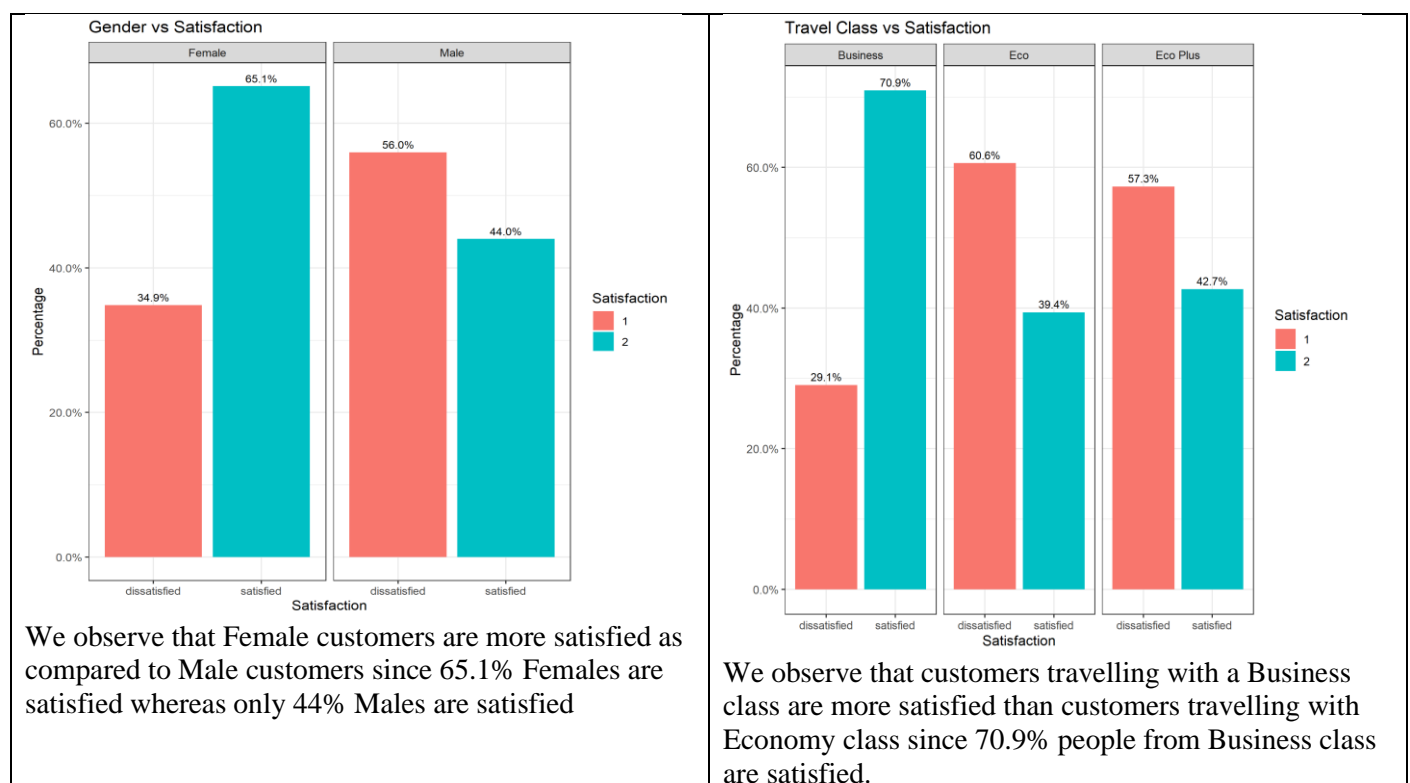 Gender vs Satisfaction
Female
Male
65.1%
60.0%
56.0%
44.0%
40.0%
34.9%
Satisfaction
1
2
Percentage
20.0%
0.0%
dissatisfied
satisfied
dissatisfied
satisfied
Satisfaction
We observe that Female customers are more satisfied as
compared to Male customers since 65.1% Females are
satisfied whereas only 44% Males are satisfied
Travel Class vs Satisfaction
Business
Eco
Eco Plus
70.9%
60.6%
60.0%
57.3%
42.7%
40.0%
39.4%
Satisfaction
1
2
Percentage
29.1%
20.0%
0.0%
dissatisfied
satisfied
dissatisfied
satisfied
dissatisfied
satisfied
Satisfaction
We observe that customers travelling with a Business
class are more satisfied than customers travelling with
Economy class since 70.9% people from Business class
are satisfied.